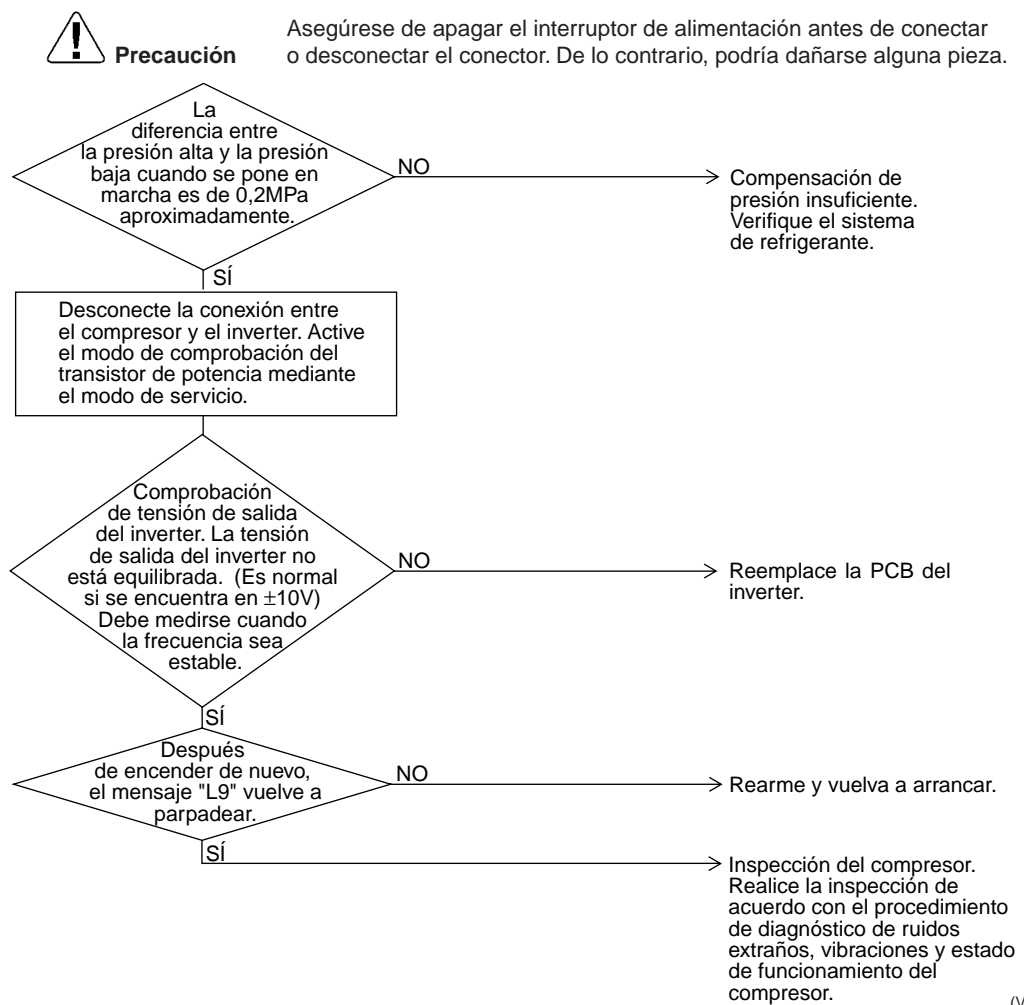 Asegúrese de apagar el interruptor de alimentación antes de conectar
Precaución
o desconectar el conector. De lo contrario, podría dañarse alguna pieza.
La
diferencia entre
la presión alta y la presión
baja cuando se pone en
marcha es de 0,2MPa
aproximadamente.
NO
Compensación de
presión insuficiente.
Verifique el sistema
de refrigerante.
SÍ
Desconecte la conexión entre
el compresor y el inverter. Active
el modo de comprobación del
transistor de potencia mediante
el modo de servicio.
Comprobación
de tensión de salida
del inverter. La tensión
de salida del inverter no
está equilibrada. (Es normal
si se encuentra en ±10V)
Debe medirse cuando
la frecuencia sea
estable.
NO
Reemplace la PCB del
inverter.
SÍ
Después
de encender de nuevo,
el mensaje "L9" vuelve a
parpadear.
NO
Rearme y vuelva a arrancar.
SÍ
Inspección del compresor.
Realice la inspección de
acuerdo con el procedimiento
de diagnóstico de ruidos
extraños, vibraciones y estado
de funcionamiento del
compresor.